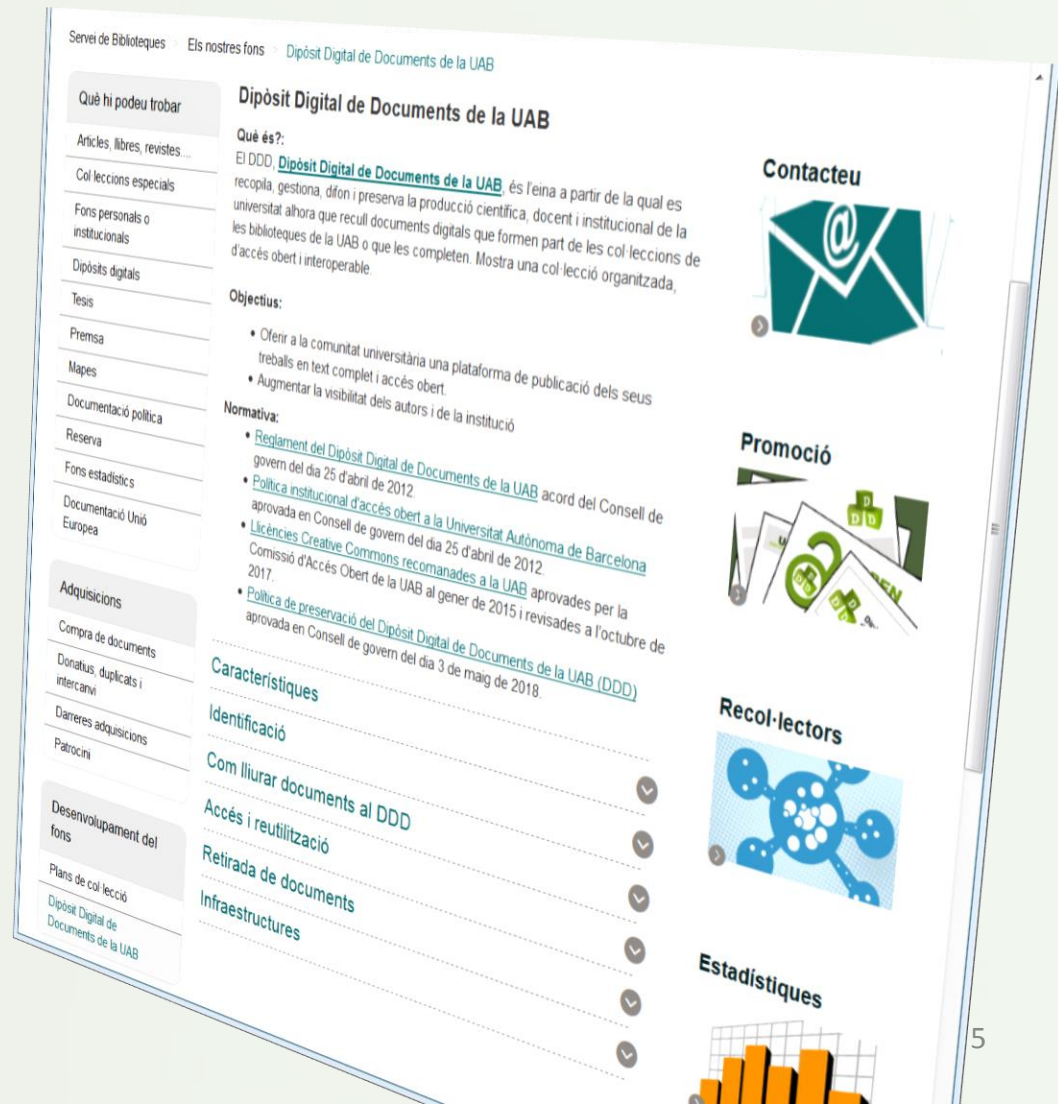 Servei de Biblioteques
Els nostres fons
Dipòsit Digital de Documents de la UAB
Què hi podeu trobar
Articles, llibres, revistes....
Col·leccions especials
Fons personals o
institucionals
Dipòsits digitals
Tesis
Premsa
Mapes
Documentació política
Reserva
Fons estadístics
Documentació Unió
Europea
Adquisicions
Compra de documents
Donatius, duplicats i
intercanvi
Darreres adquisicions
Patrocini
Desenvolupament del
fons
Plans de col·lecció
Dipòsit Digital de
Documents de la UAB
Dipòsit Digital de Documents de la UAB
Què és?:
El DDD, Dipòsit Digital de Documents de la UAB, és l'eina a partir de la qual es
recopila, gestiona, difon i preserva la producció científica, docent i institucional de la
universitat alhora que recull documents digitals que formen part de les col·leccions de
les biblioteques de la UAB o que les completen. Mostra una col·lecció organitzada,
d'accés obert i interoperable.
Objectius:
• Oferir a la comunitat universitària una plataforma de publicació dels seus
treballs en text complet i accés obert.
• Augmentar la visibilitat dels autors i de la institució
Normativa:
• Reglament del Dipòsit Digital de Documents de la UAB acord del Consell de
govern del dia 25 d'abril de 2012.
• Política institucional d'accés obert a la Universitat Autònoma de Barcelona
aprovada en Consell de govern del dia 25 d'abril de 2012.
• Llicències Creative Commons recomanades a la UAB aprovades per la
Comissió d'Accés Obert de la UAB al gener de 2015 i revisades a l'octubre de
2017.
• Política de preservació del Dipòsit Digital de Documents de la UAB (DDD)
aprovada en Consell de govern del dia 3 de maig de 2018.
Característiques
Identificació
Com lliurar documents al DDD
Accés i reutilització
Retirada de documents
Infraestructures
Contacteu
@
Promoció
D
D D
Recol·lectors
Estadístiques
5